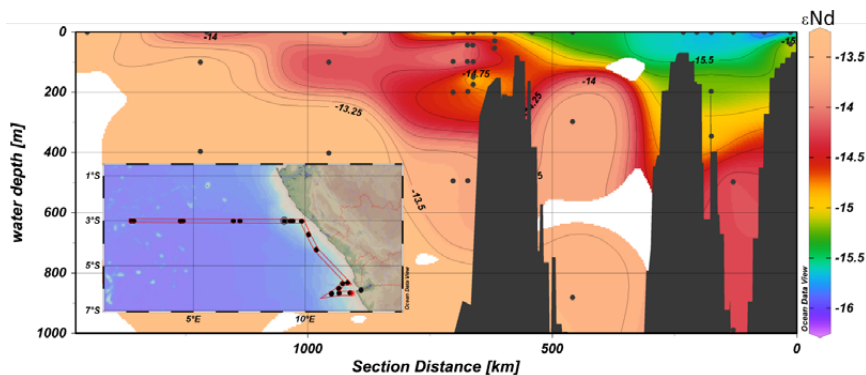 εNd
0
200
400
600
800
1000
water depth [m]
-14
-13.25
-13.5
-14.75
-14
15.5
-13.5
-14
-14.5
-15
-15.5
-16
1°S
3°S
5°S
7°S
5°E
10°E
Ocean Data View
Ocean Data View
1000
500
0
Section Distance [km]